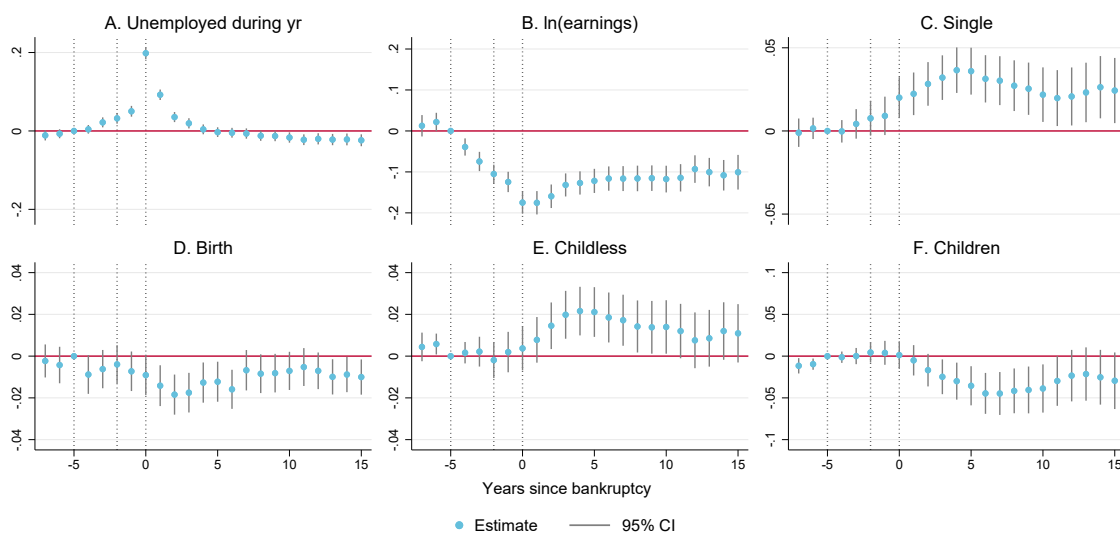 A. Unemployed during yr
B. ln(earnings)
C. Single
.2
0
-.2
.2
.1
0
-.1
-.2
.05
0
-.05
D. Birth
E. Childless
F. Children
.04
.02
0
-.02
-.04
.04
.02
0
-.02
-.04
.1
.05
0
-.05
-.1
-5 0 5 10 15
-5 0 5 10 15
-5 0 5 10 15
Years since bankruptcy
Estimate 95% CI